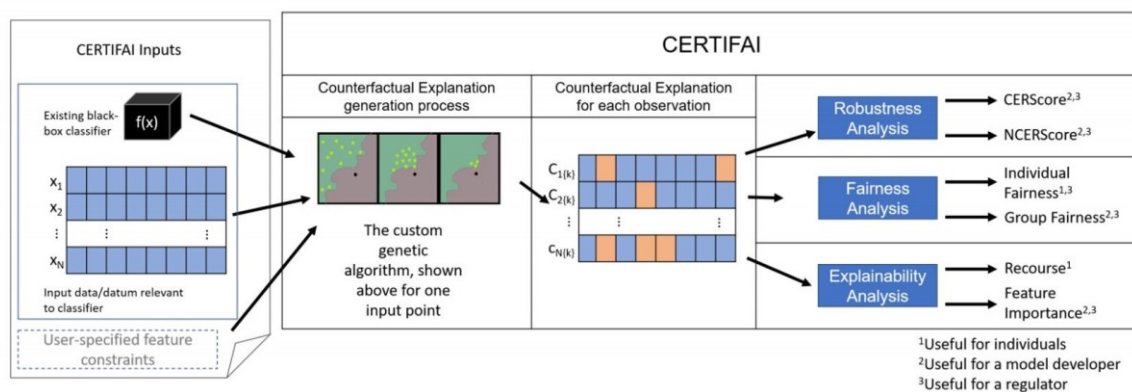 CERTIFAI Inputs
Existing black-
box classifier
f(x)
x1
x2
⋮ ⋮ ⋮
xN
Input data/datum relevant
to classifier
User-specified feature
constraints
CERTIFAI
Counterfactual Explanation
generation process
The custom
genetic
algorithm, shown
above for one
input point
Counterfactual Explanation
for each observation
C1{k}
C2{k}
⋮ ⋮ ⋮
cN{k}
Robustness
Analysis
CERScore2,3
NCERScore2,3
Fairness
Analysis
Individual
Fairness1,3
Group Fairness2,3
Explainability
Analysis
Recourse1
Feature
Importance2,3
1Useful for individuals
2Useful for a model developer
3Useful for a regulator